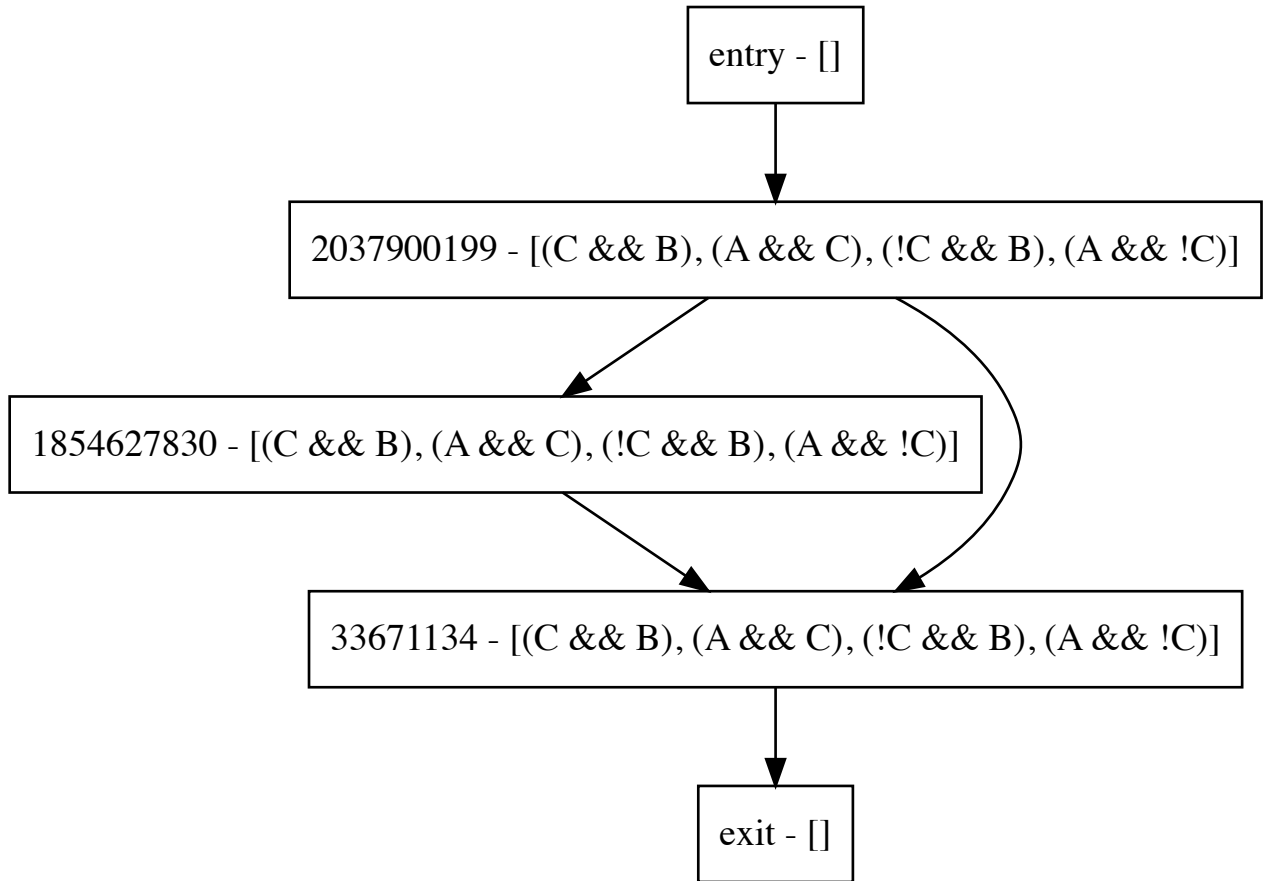 entry - []
2037900199 - [(C && B), (A && C), (!C && B), (A && !C)]
1854627830 - [(C && B), (A && C), (!C && B), (A && !C)]
33671134 - [(C && B), (A && C), (!C && B), (A && !C)]
exit - []